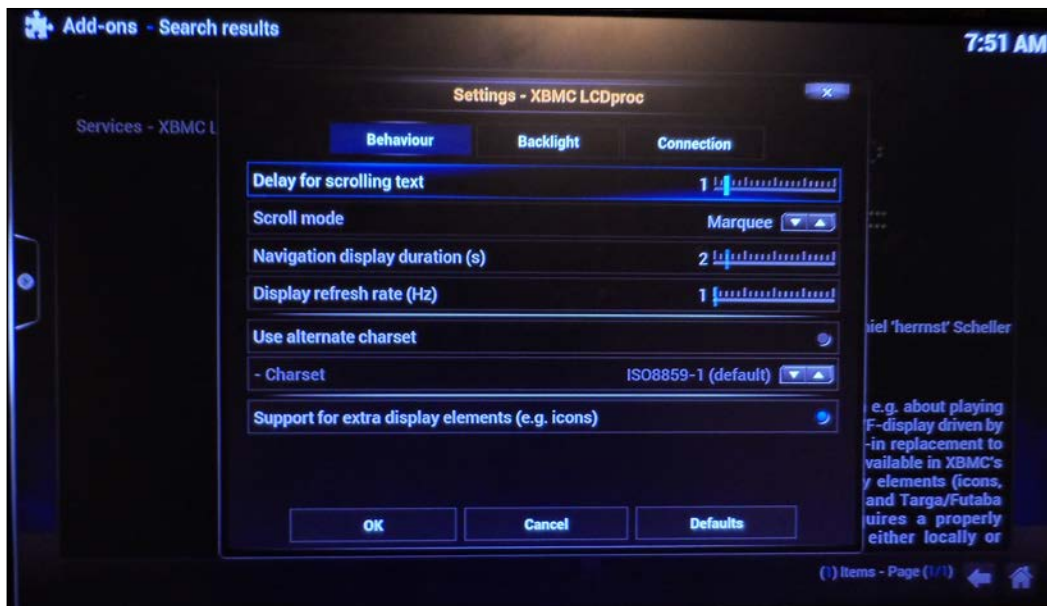 Add-ons - Search results
7:51 AM
Settings - XBMC LCDproc
Services - XBMC L
Behaviour
Backlight
Connection
Delay for scrolling text 1
Scroll mode Marquee
Navigation display duration (s) 2
Display refresh rate (Hz) 1
Use alternate charset
- Charset ISO8859-1 (default)
Support for extra display elements (e.g. icons)
OK
Cancel
Defaults
iel 'herrnst' Scheller
e.g. about playing
F-display driven by
-in replacement to
vailable in XBMC's
y elements (icons,
and Targa/Futaba
uires a properly
either locally or
(1) Items - Page (1/1)